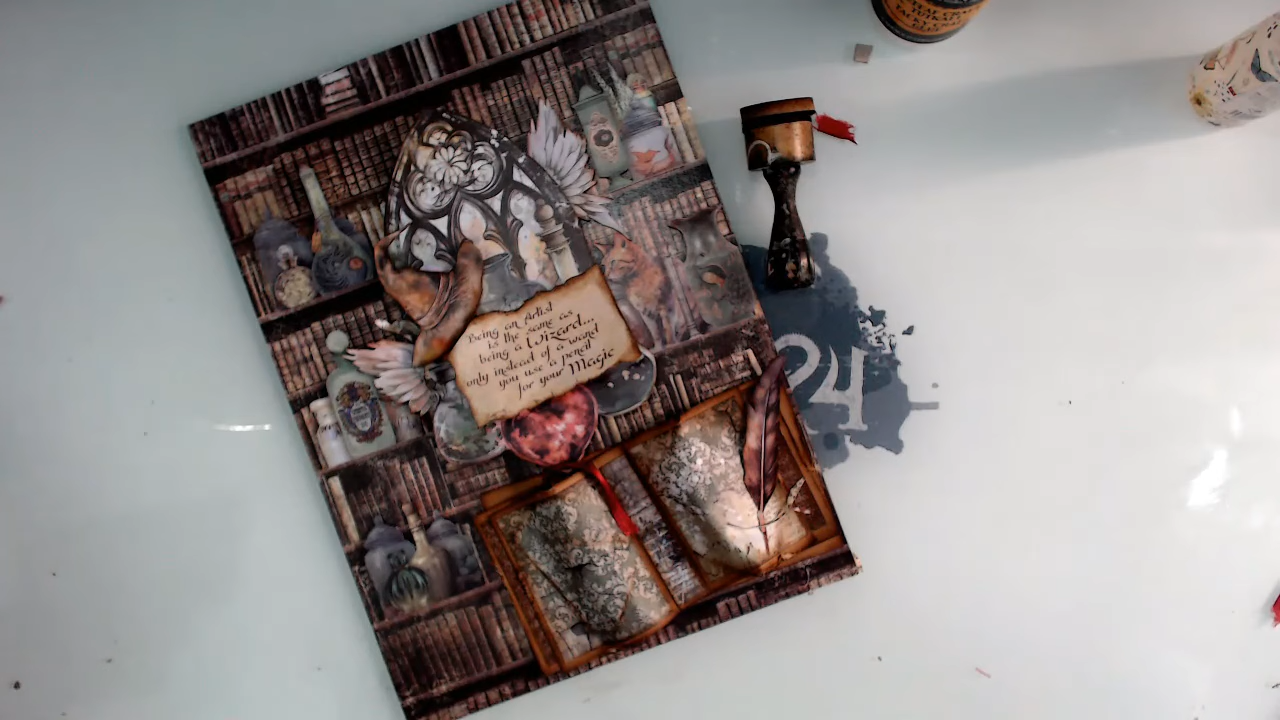 Being an Artist
is the same as
being a Wizard...
only instead of a wand
you use a pencil
for your Magic
24